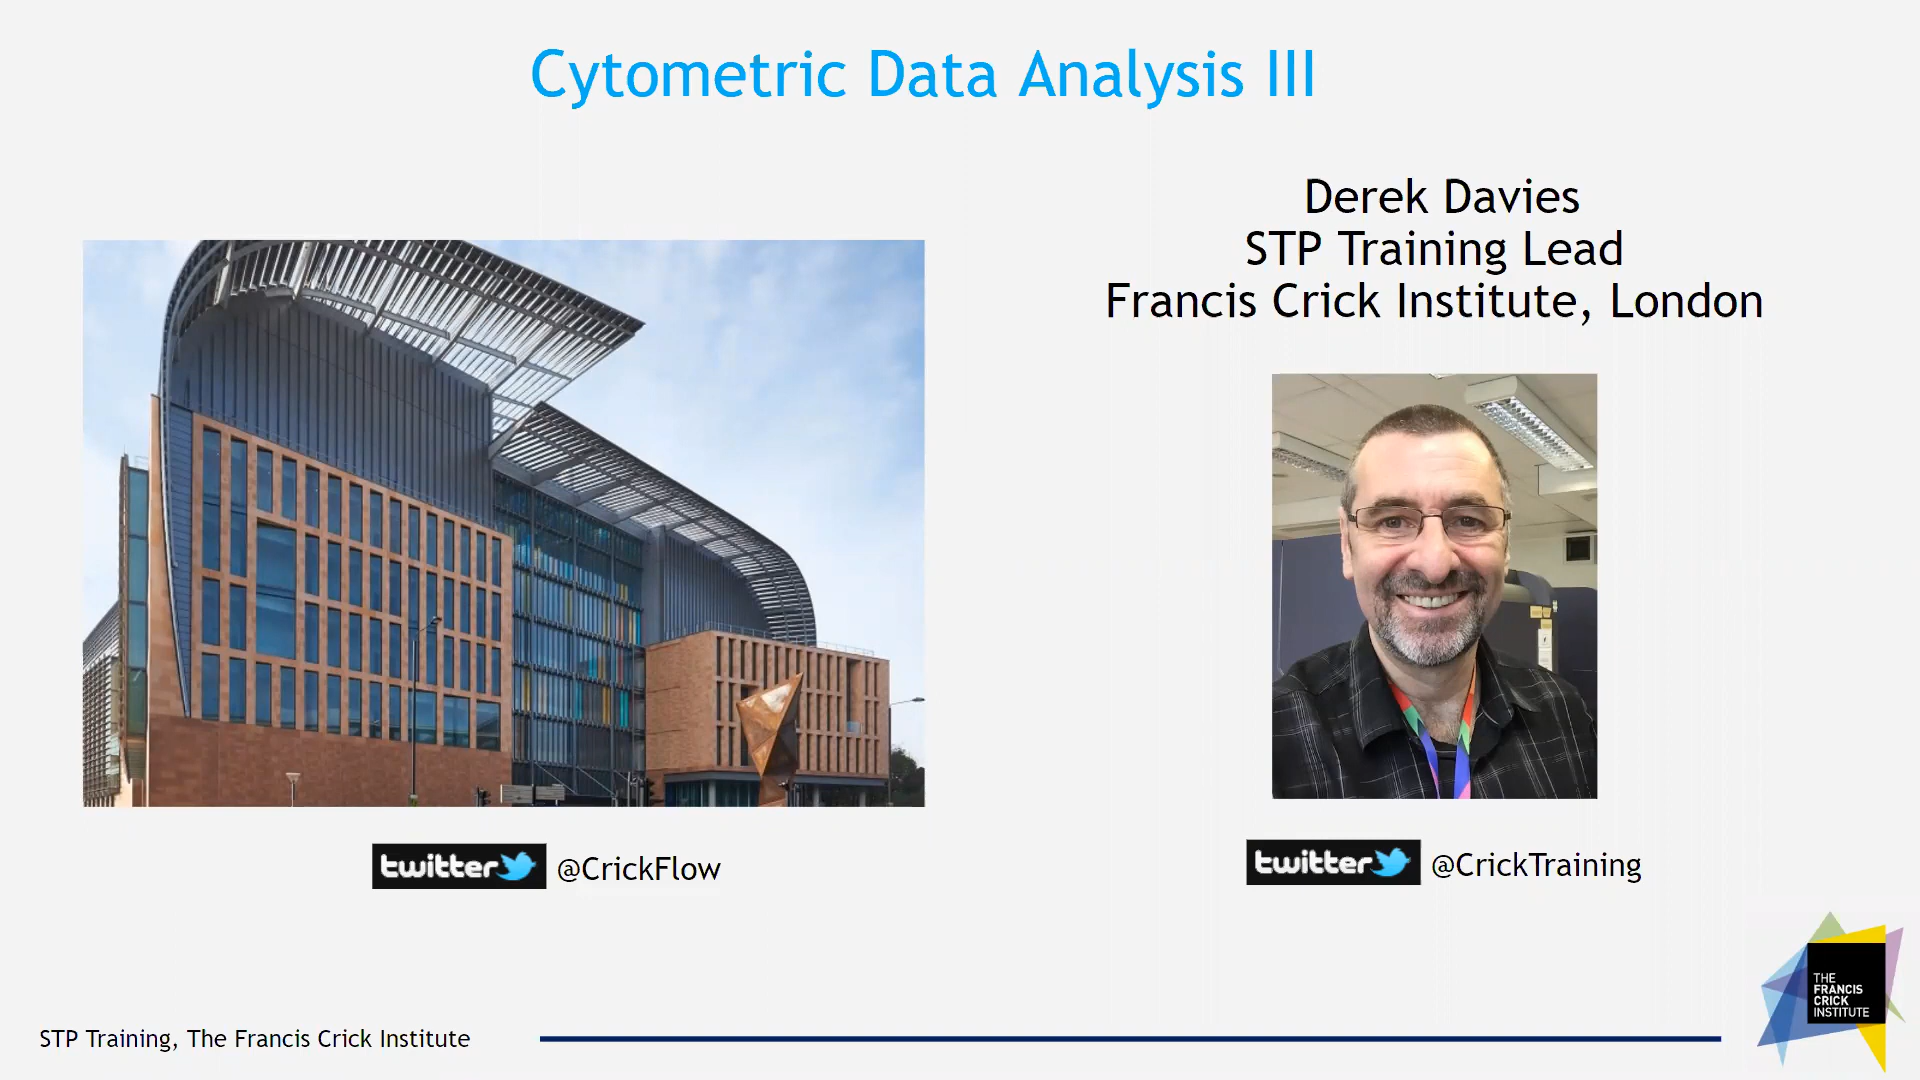 Cytometric Data Analysis III
Derek Davies
STP Training Lead
Francis Crick Institute, London
twitter @CrickFlow
twitter @CrickTraining
THE
FRANCIS
CRICK
INSTITUTE
STP Training, The Francis Crick Institute